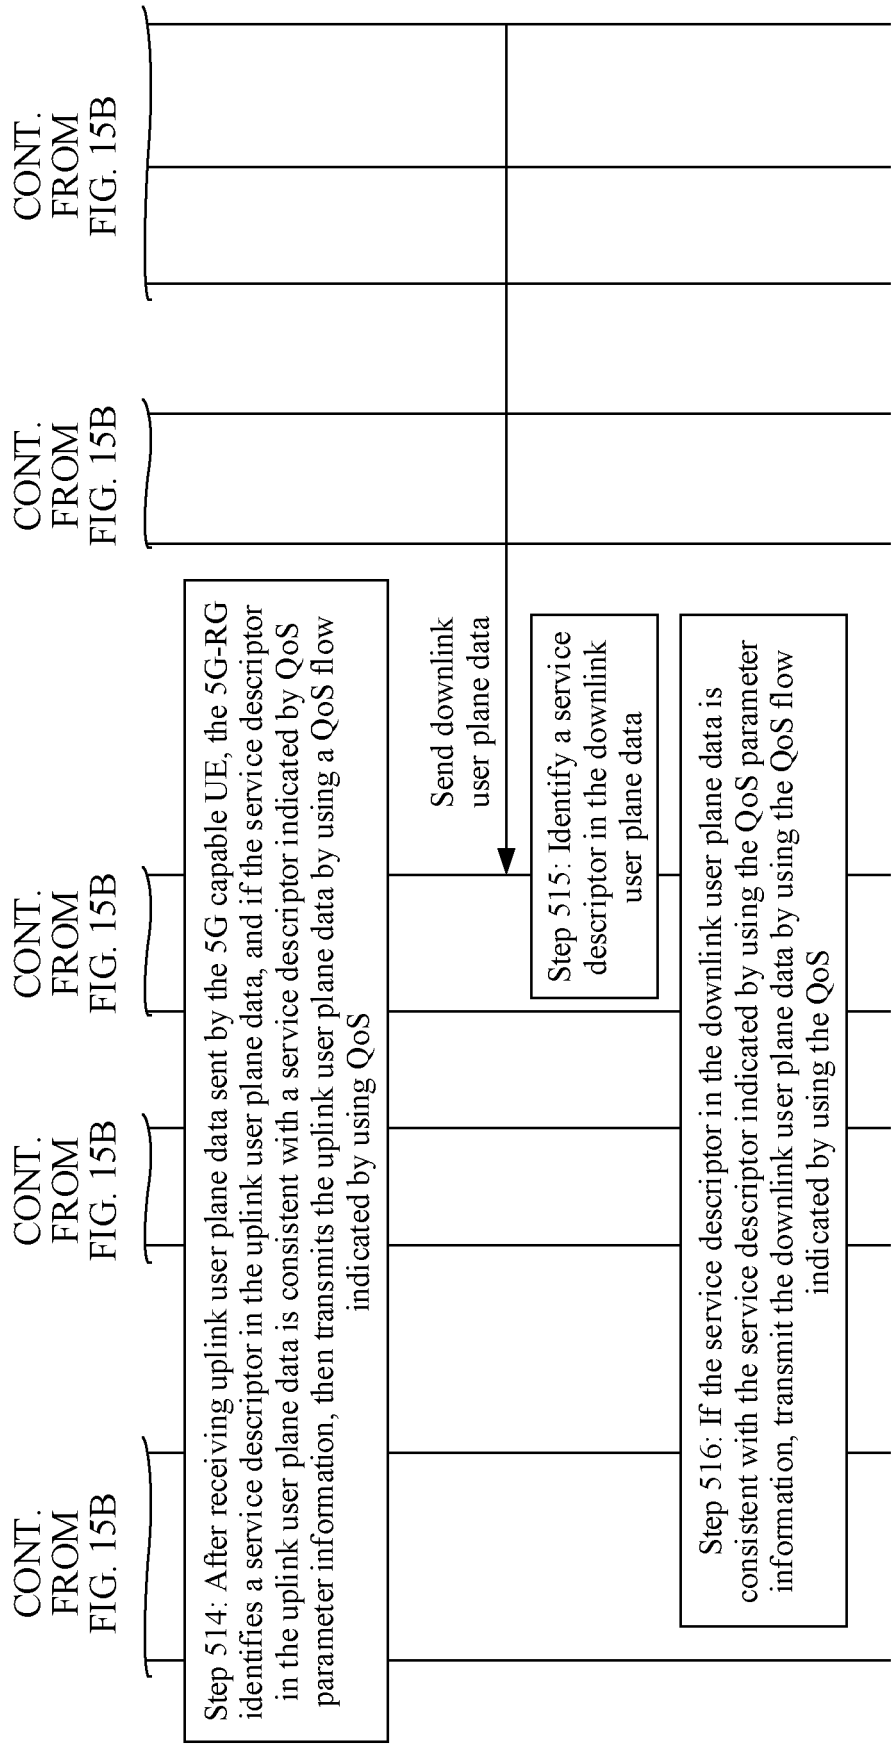 CONT.
FROM
FIG. 15B
CONT.
FROM
FIG. 15B
CONT.
FROM
FIG. 15B
CONT.
FROM
FIG. 15B
CONT.
FROM
FIG. 15B
Step 514: After receiving uplink user plane data sent by the 5G capable UE, the 5G-RG
identifies a service descriptor in the uplink user plane data, and if the service descriptor
in the uplink user plane data is consistent with a service descriptor indicated by QoS
parameter information, then transmits the uplink user plane data by using a QoS flow
indicated by using QoS
Send downlink
user plane data
Step 515: Identify a service
descriptor in the downlink
user plane data
Step 516: If the service descriptor in the downlink user plane data is
consistent with the service descriptor indicated by using the QoS parameter
information, transmit the downlink user plane data by using the QoS flow
indicated by using the QoS